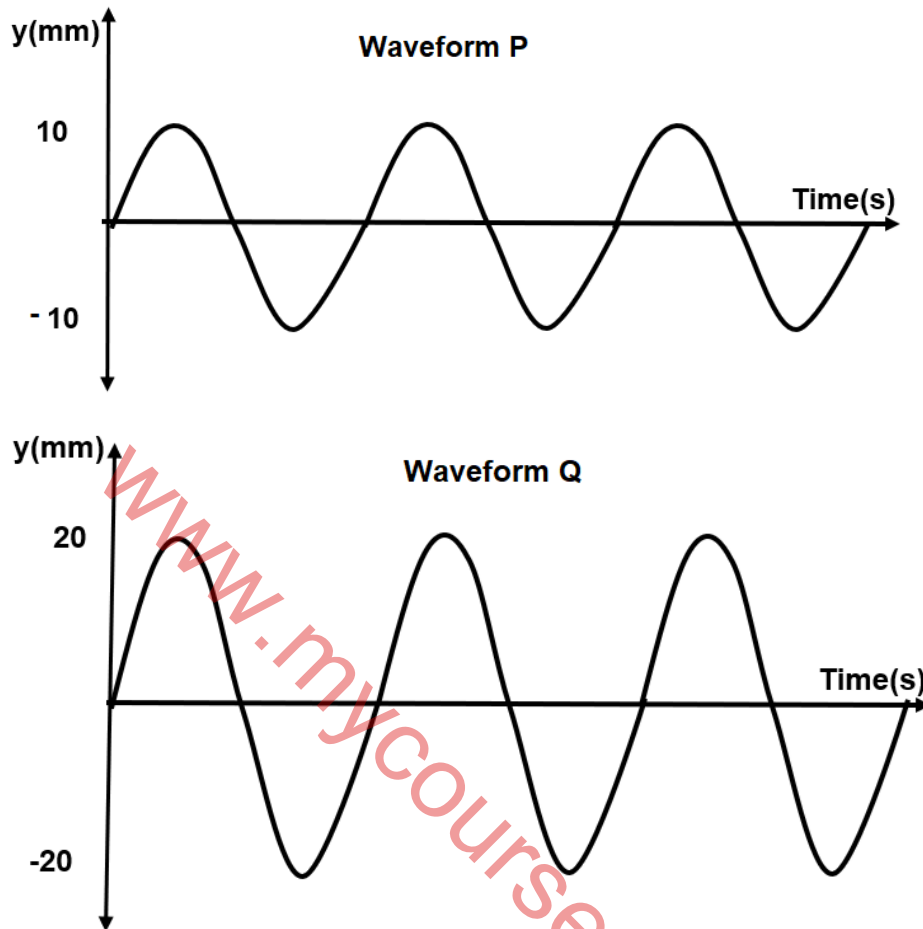 y(mm)
Waveform P
10
Time(s)
- 10
y(mm)
Waveform Q
20
Time(s)
-20
www.mycourse